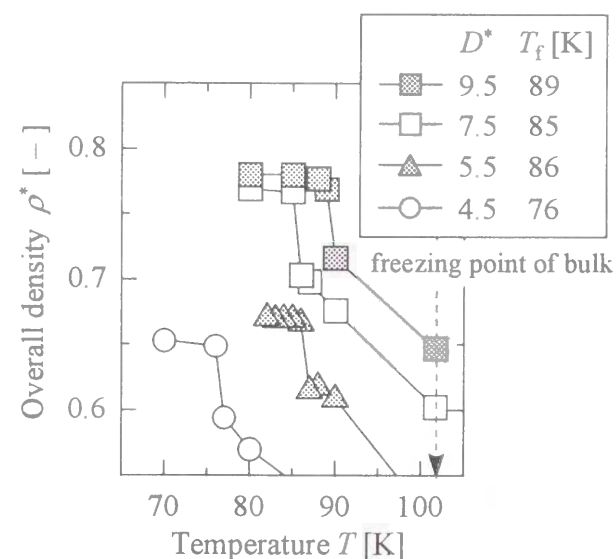 D* T_f [K]
9.5 89
7.5 85
5.5 86
4.5 76
freezing point of bulk
0.8
0.7
0.6
Overall density ρ* [ – ]
70 80 90 100
Temperature T [K]